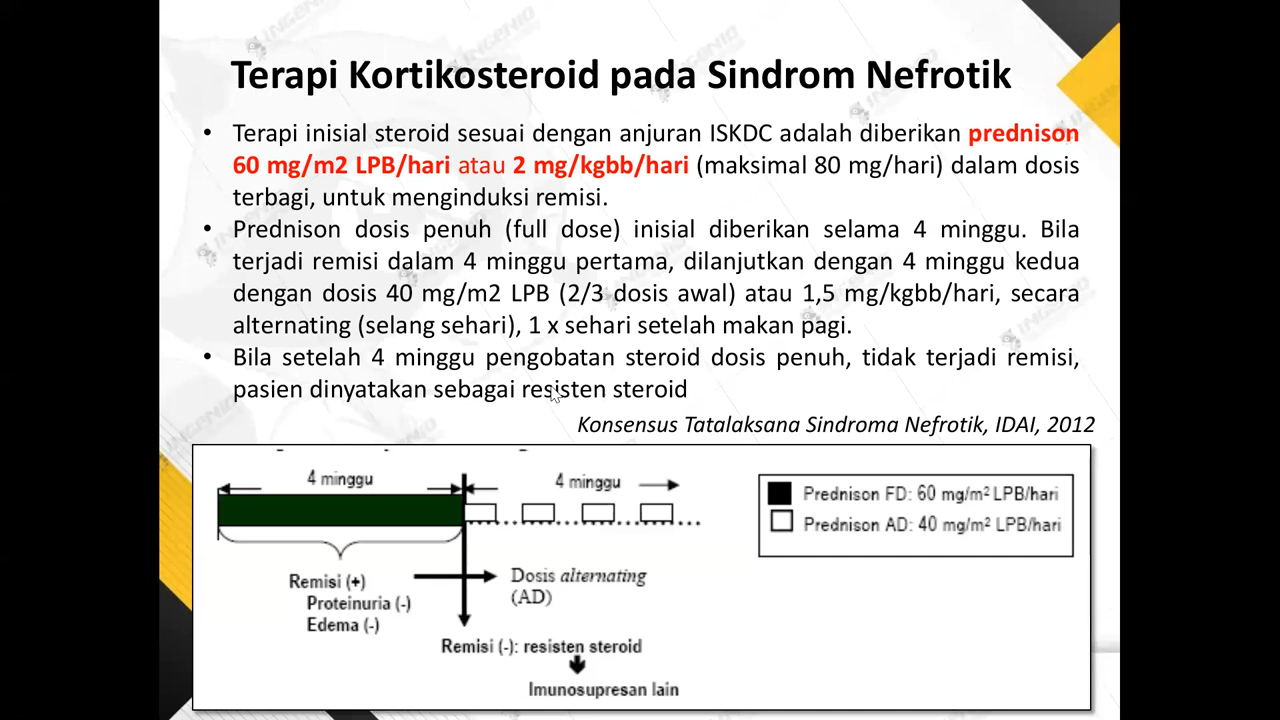 Terapi Kortikosteroid pada Sindrom Nefrotik
• Terapi inisial steroid sesuai dengan anjuran ISKDC adalah diberikan prednison
60 mg/m2 LPB/hari atau 2 mg/kgbb/hari (maksimal 80 mg/hari) dalam dosis
terbagi, untuk menginduksi remisi.
• Prednison dosis penuh (full dose) inisial diberikan selama 4 minggu. Bila
terjadi remisi dalam 4 minggu pertama, dilanjutkan dengan 4 minggu kedua
dengan dosis 40 mg/m2 LPB (2/3 dosis awal) atau 1,5 mg/kgbb/hari, secara
alternating (selang sehari), 1 x sehari setelah makan pagi.
• Bila setelah 4 minggu pengobatan steroid dosis penuh, tidak terjadi remisi,
pasien dinyatakan sebagai resisten steroid
Konsensus Tatalaksana Sindroma Nefrotik, IDAI, 2012
4 minggu
4 minggu
Prednison FD: 60 mg/m² LPB/hari
Prednison AD: 40 mg/m² LPB/hari
Remisi (+)
Proteinuria (-)
Edema (-)
Dosis alternating
(AD)
Remisi (-): resisten steroid
Imunosupresan lain
INGENIO